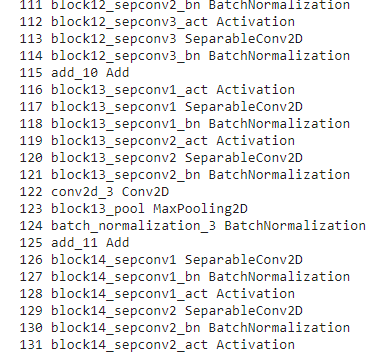 111 block12_sepconv2_bn BatchNormalization
112 block12_sepconv3_act Activation
113 block12_sepconv3 SeparableConv2D
114 block12_sepconv3_bn BatchNormalization
115 add_10 Add
116 block13_sepconv1_act Activation
117 block13_sepconv1 SeparableConv2D
118 block13_sepconv1_bn BatchNormalization
119 block13_sepconv2_act Activation
120 block13_sepconv2 SeparableConv2D
121 block13_sepconv2_bn BatchNormalization
122 conv2d_3 Conv2D
123 block13_pool MaxPooling2D
124 batch_normalization_3 BatchNormalization
125 add_11 Add
126 block14_sepconv1 SeparableConv2D
127 block14_sepconv1_bn BatchNormalization
128 block14_sepconv1_act Activation
129 block14_sepconv2 SeparableConv2D
130 block14_sepconv2_bn BatchNormalization
131 block14_sepconv2_act Activation